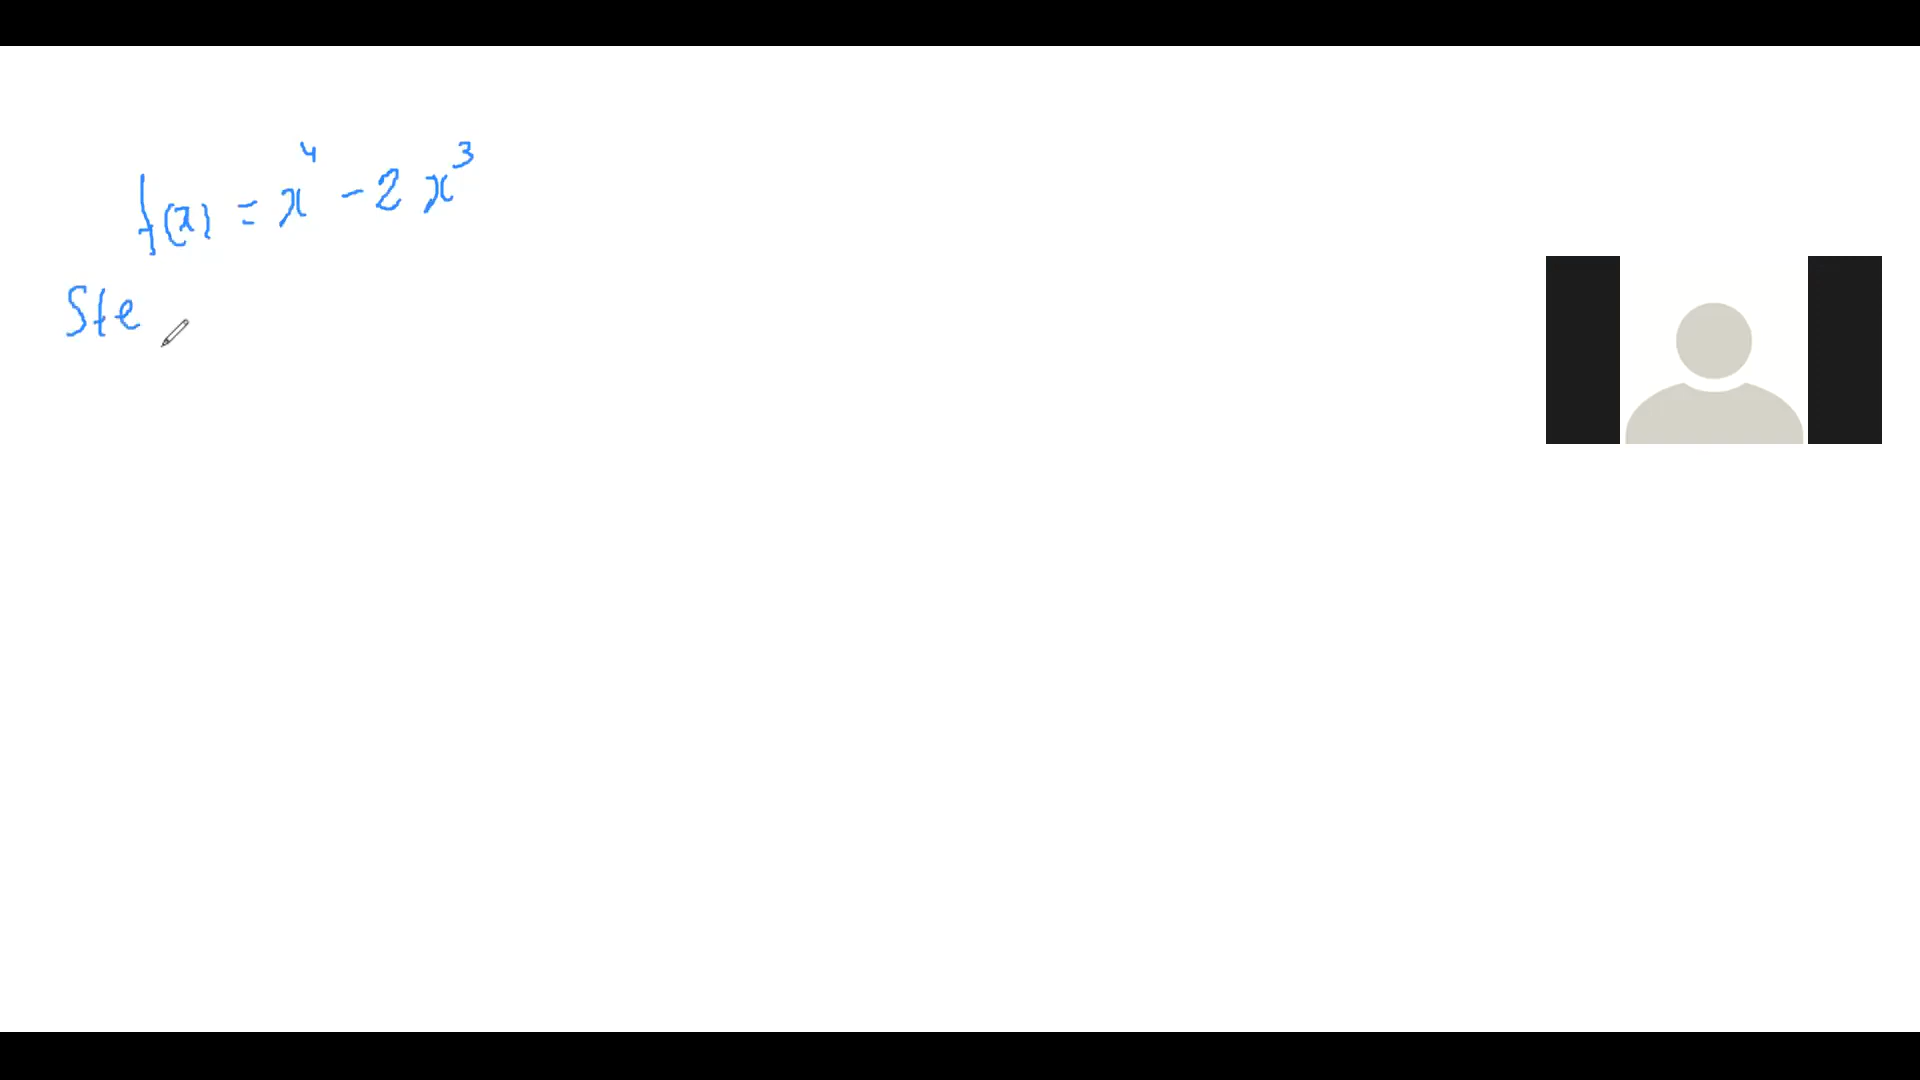 f(x) = x⁴ - 2x³
Ste